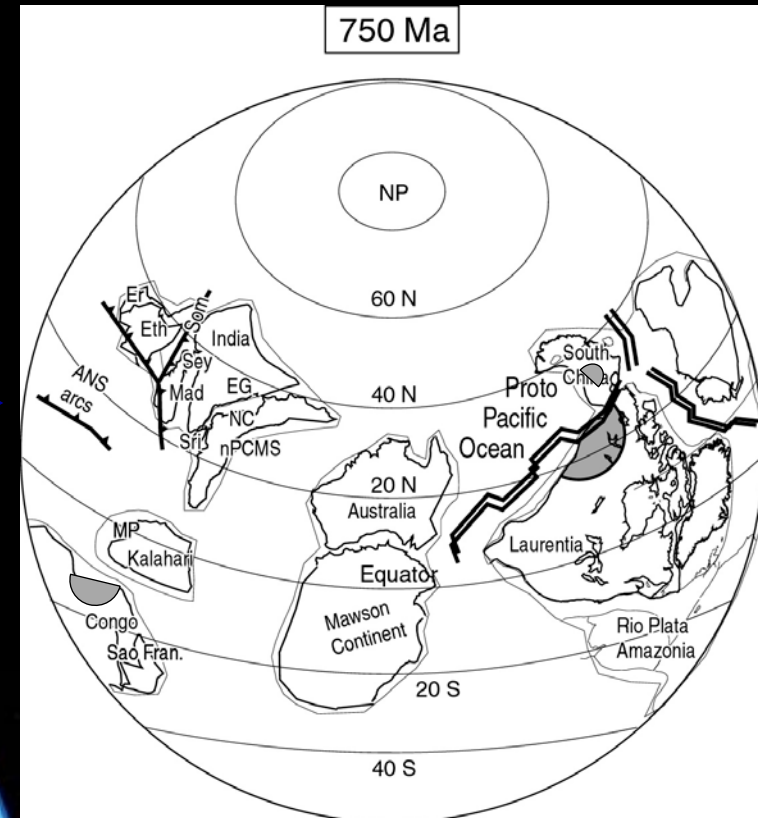 750 Ma
NP
60 N
Er
Eth
Som
India
Sey
Mad
EG
NC
Sri
nPCMS
ANS
arcs
40 N
South
China
Proto
Pacific
Ocean
20 N
Australia
Laurentia
MP
Kalahari
Equator
Congo
Sao Fran.
Mawson
Continent
Rio Plata
Amazonia
20 S
40 S